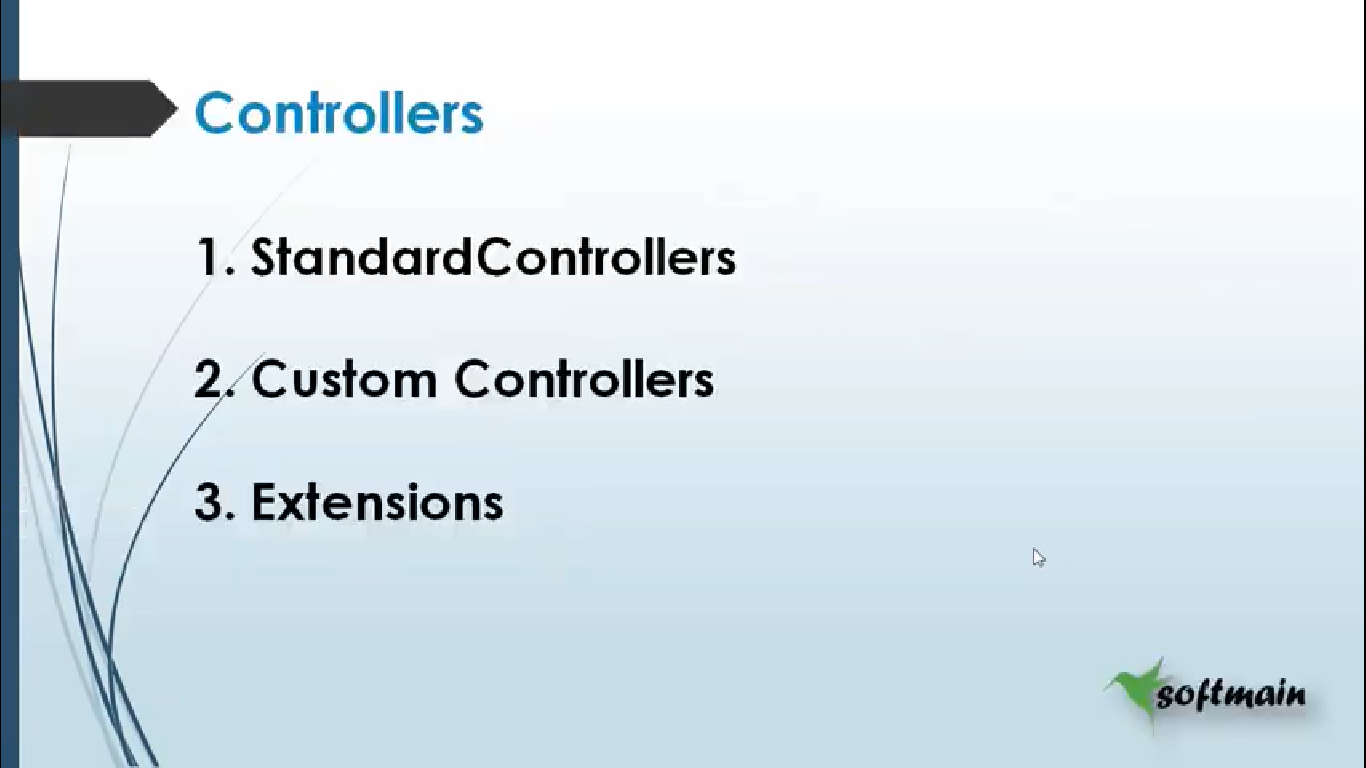 Controllers
1. StandardControllers
2. Custom Controllers
3. Extensions
softmain